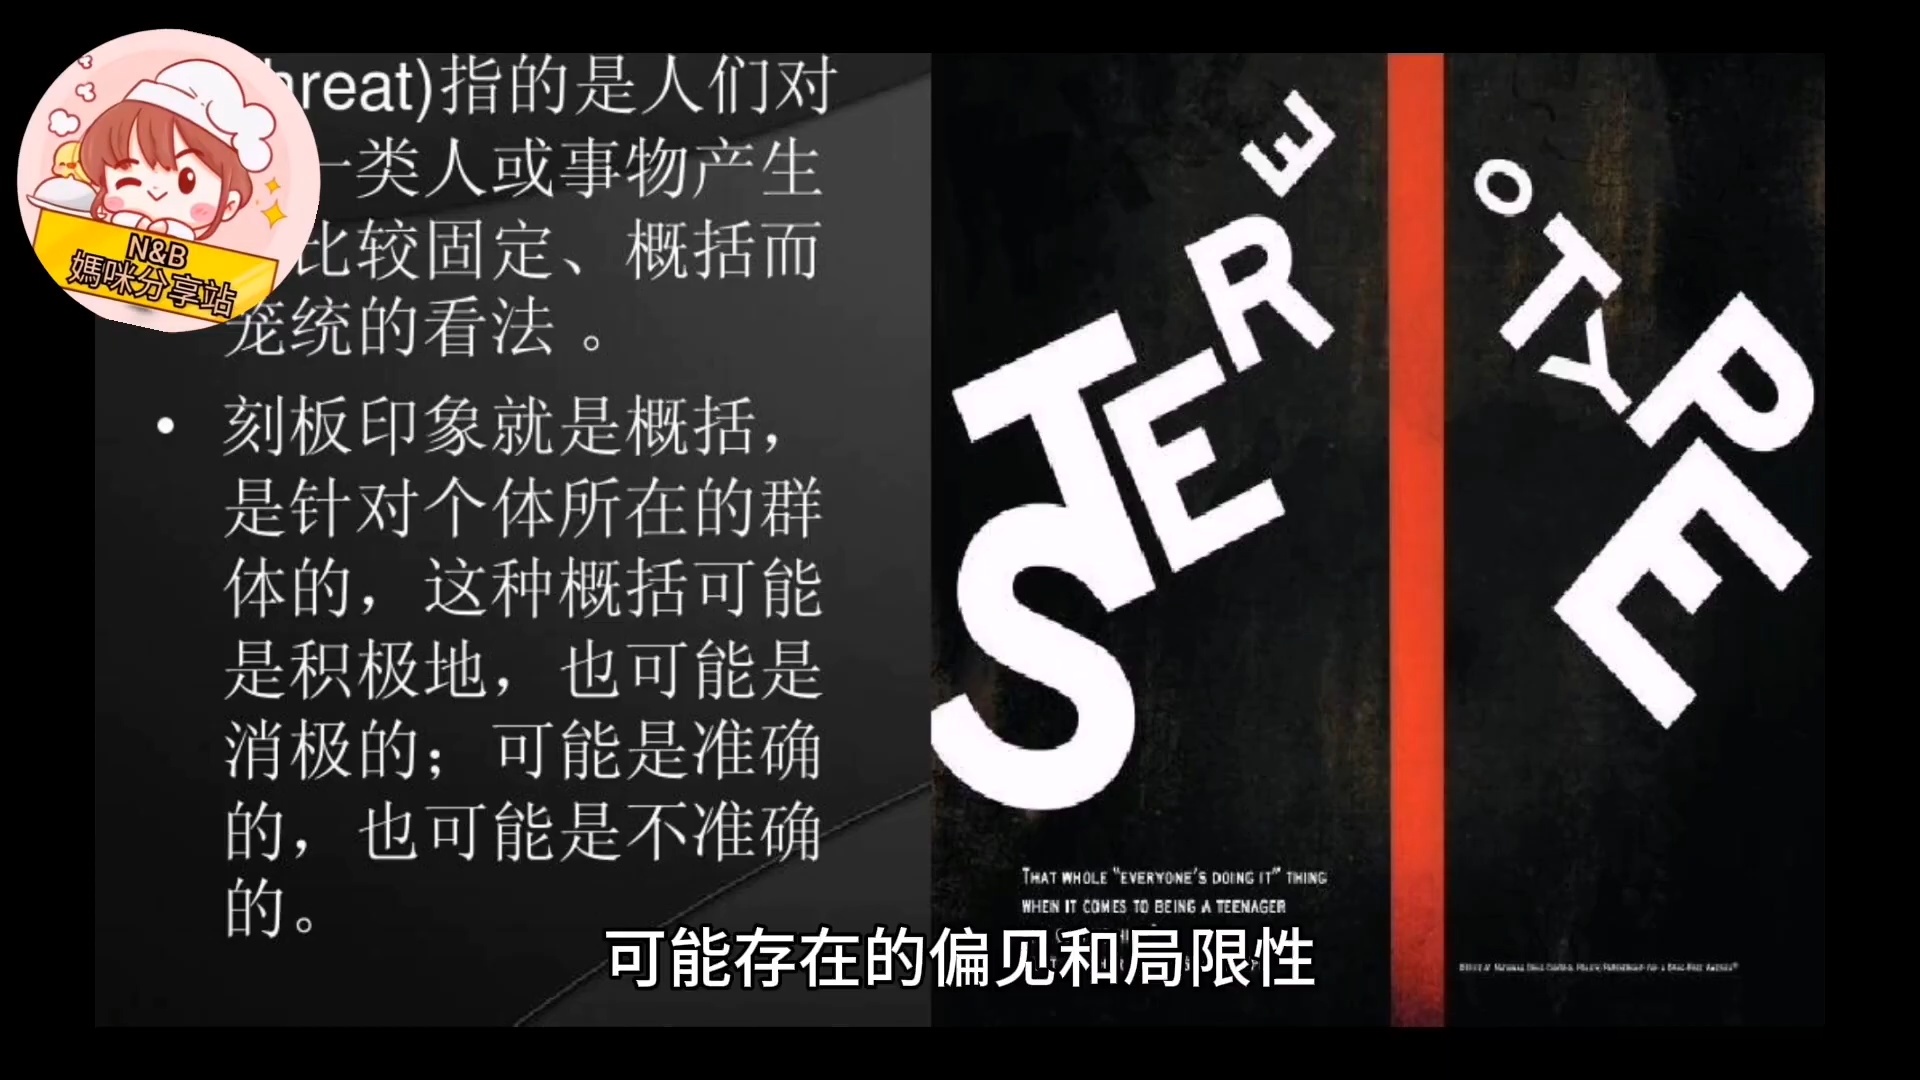 N&B
媽咪分享站
hreat)指的是人们对
一类人或事物产生
比较固定、概括而
笼统的看法 。
• 刻板印象就是概括，
是针对个体所在的群
体的，这种概括可能
是积极地，也可能是
消极的；可能是准确
的，也可能是不准确
的。
STEREOTYPE
THAT WHOLE "EVERYONE'S DOING IT" THING
WHEN IT COMES TO BEING A TEENAGER
可能存在的偏见和局限性